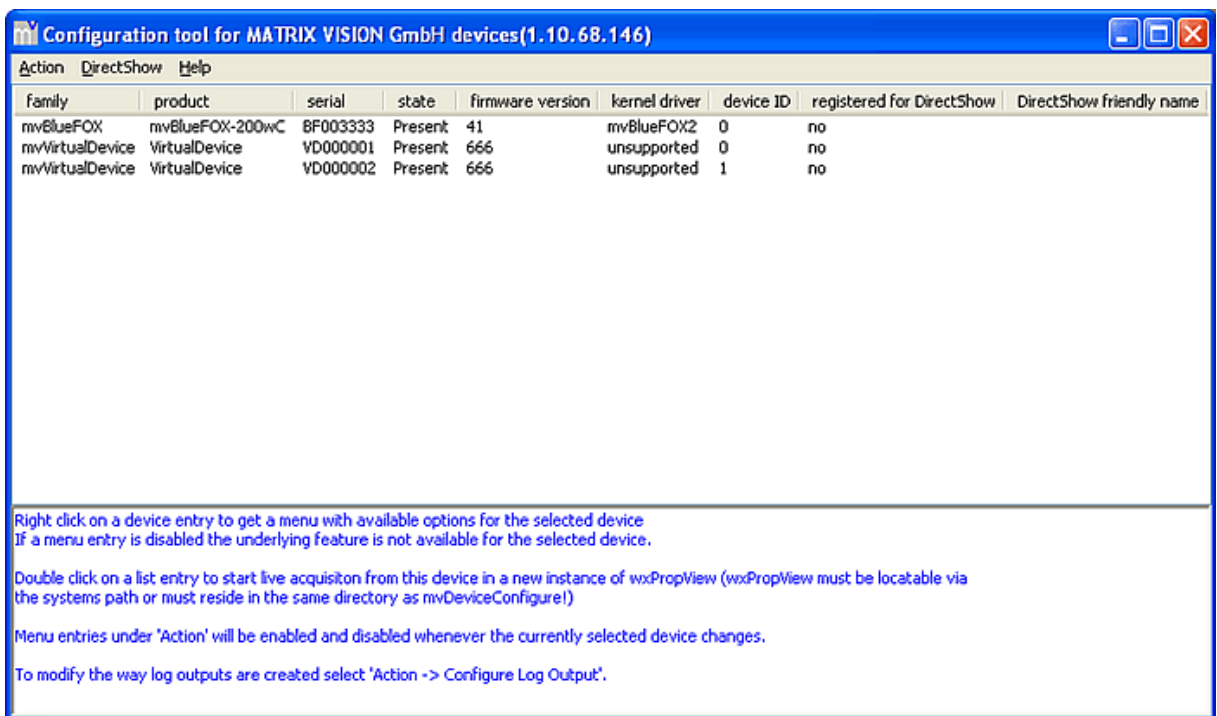 Configuration tool for MATRIX VISION GmbH devices(1.10.68.146)
Action DirectShow Help
family product serial state firmware version kernel driver device ID registered for DirectShow DirectShow friendly name
mvBlueFOX mvBlueFOX-200wC BF003333 Present 41 mvBlueFOX2 0 no
mvVirtualDevice VirtualDevice VD000001 Present 666 unsupported 0 no
mvVirtualDevice VirtualDevice VD000002 Present 666 unsupported 1 no
Right click on a device entry to get a menu with available options for the selected device
If a menu entry is disabled the underlying feature is not available for the selected device.
Double click on a list entry to start live acquisiton from this device in a new instance of wxPropView (wxPropView must be locatable via
the systems path or must reside in the same directory as mvDeviceConfigure!)
Menu entries under 'Action' will be enabled and disabled whenever the currently selected device changes.
To modify the way log outputs are created select 'Action -> Configure Log Output'.